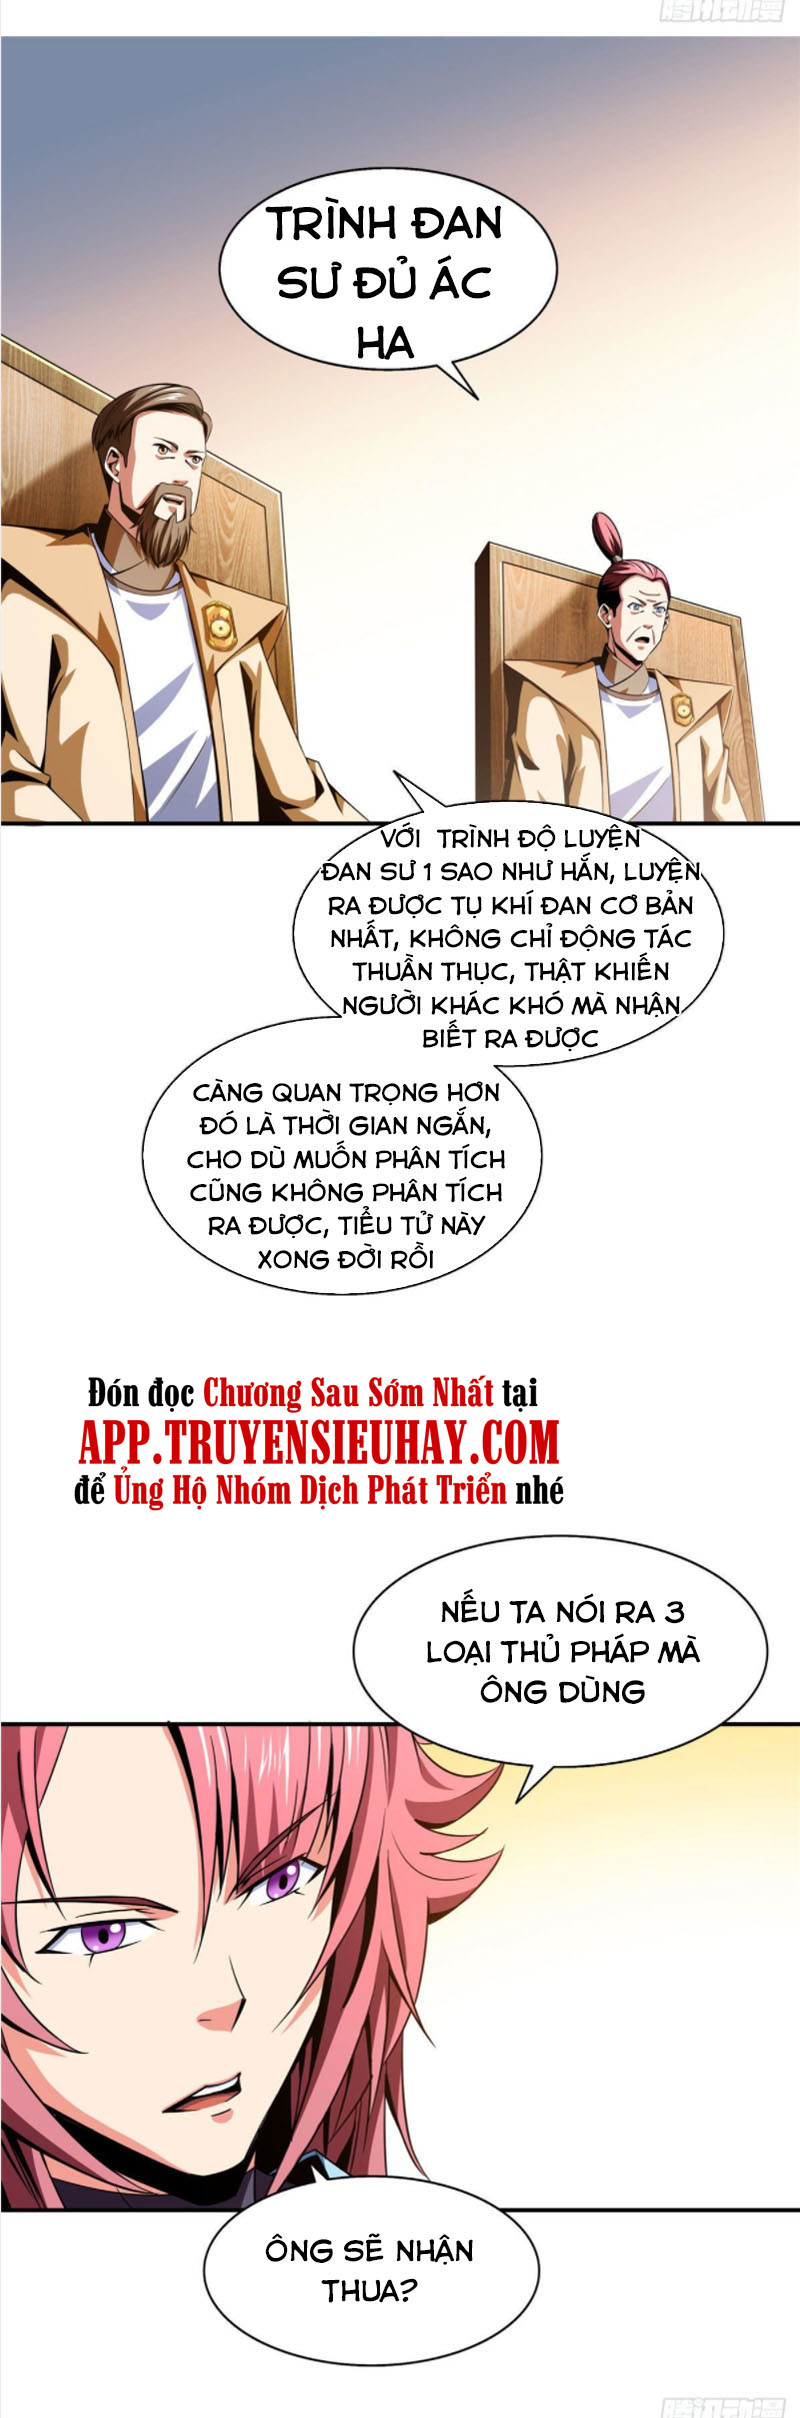 TRÌNH ĐAN
SƯ ĐỦ ÁC
HA
VỚI TRÌNH ĐỘ LUYỆN
ĐAN SƯ 1 SAO NHƯ HẮN, LUYỆN
RA ĐƯỢC TỤ KHÍ ĐAN CƠ BẢN
NHẤT, KHÔNG CHỈ ĐỘNG TÁC
THUẦN THỤC, THẬT KHIẾN
NGƯỜI KHÁC KHÓ MÀ NHẬN
BIẾT RA ĐƯỢC
CÀNG QUAN TRỌNG HƠN
ĐÓ LÀ THỜI GIAN NGẮN,
CHO DÙ MUỐN PHÂN TÍCH
CŨNG KHÔNG PHÂN TÍCH
RA ĐƯỢC, TIỂU TỬ NÀY
XONG ĐỜI RỒI
Đón đọc Chương Sau Sớm Nhất tại
APP.TRUYENSIEUHAY.COM
để Ủng Hộ Nhóm Dịch Phát Triển nhé
NẾU TA NÓI RA 3
LOẠI THỦ PHÁP MÀ
ÔNG DÙNG
ÔNG SẼ NHẬN
THUA?